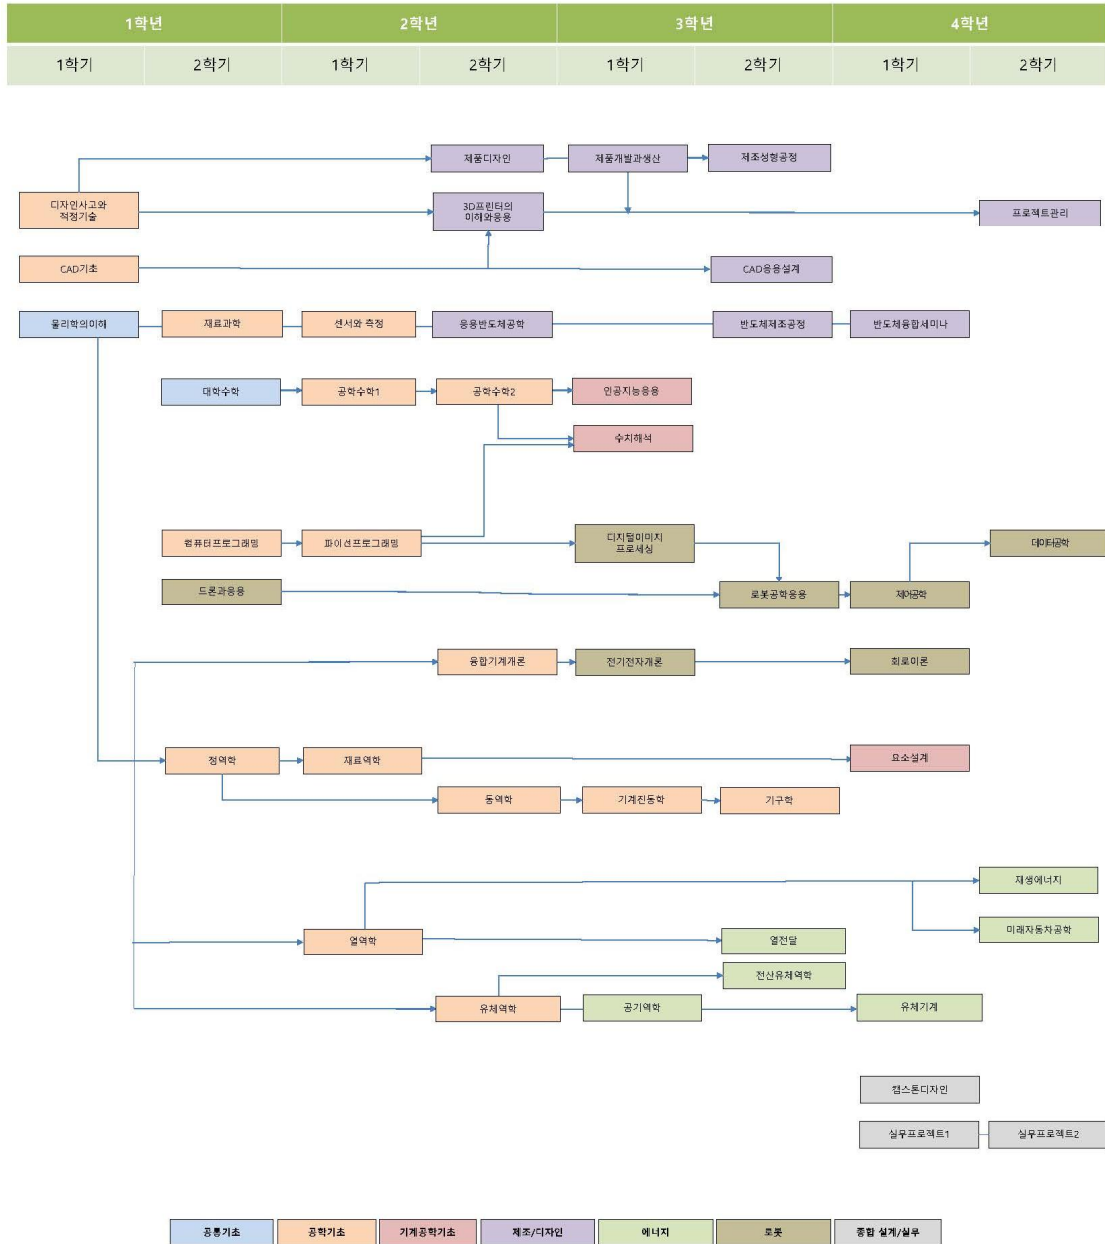 1학년 2학년 3학년 4학년
1학기 2학기 1학기 2학기 1학기 2학기 1학기 2학기
제품디자인 제품개발과생산 제조성형공정
디자인사고와
적정기술
3D프린터의
이해와응용
프로젝트관리
CAD기초 CAD응용설계
물리학의이해 재료과학 센서와 측정 응용반도체공학 반도체제조공정 반도체융합세미나
대학수학 공학수학1 공학수학2 인공지능응용
수치해석
컴퓨터프로그래밍 파이선프로그래밍 디지털이미지
프로세싱
데이터공학
드론과응용 로봇공학응용 제어공학
융합기계개론 전기전자개론 회로이론
정역학 재료역학 요소설계
동역학 기계진동학 기구학
재생에너지
열역학 열전달 미래자동차공학
전산유체역학
유체역학 공기역학 유체기계
캡스톤디자인
실무프로젝트1 실무프로젝트2
공통기초 공학기초 기계공학기초 제조/디자인 에너지 로봇 종합 설계/실무